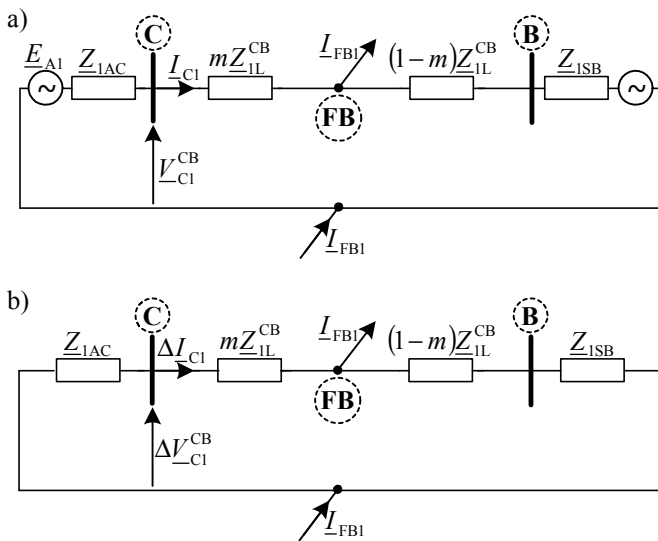 a)
C
B
E_A1
Z_1AC
I_C1
mZ_1L^CB
I_FB1
(1−m)Z_1L^CB
Z_1SB
~
~
FB
V_C1^CB
I_FB1
b)
C
B
Z_1AC
ΔI_C1
mZ_1L^CB
I_FB1
(1−m)Z_1L^CB
Z_1SB
FB
ΔV_C1^CB
I_FB1